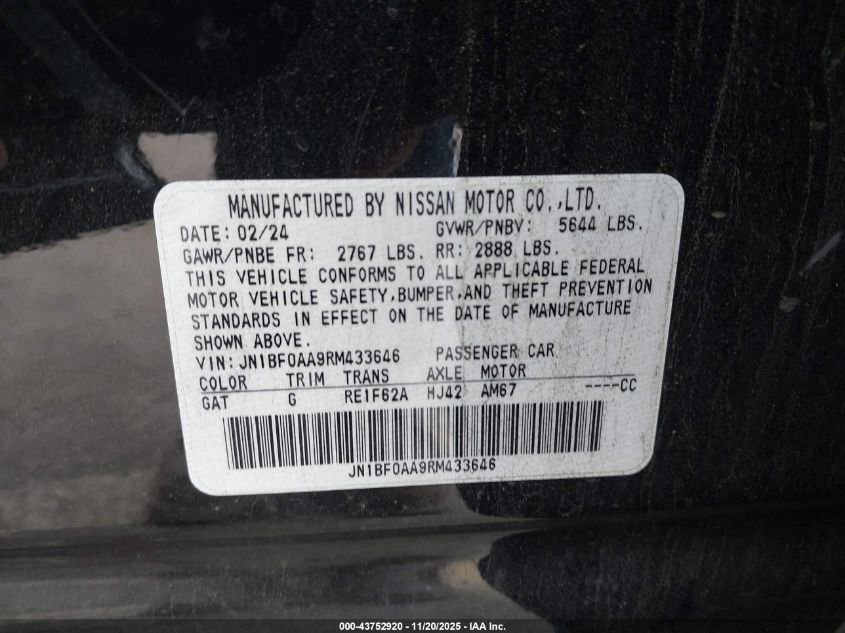 MANUFACTURED BY NISSAN MOTOR CO.,LTD.
DATE: 02/24 GVWR/PNBV: 5644 LBS.
GAWR/PNBE FR: 2767 LBS. RR: 2888 LBS.
THIS VEHICLE CONFORMS TO ALL APPLICABLE FEDERAL
MOTOR VEHICLE SAFETY,BUMPER,AND THEFT PREVENTION
STANDARDS IN EFFECT ON THE DATE OF MANUFACTURE
SHOWN ABOVE.
VIN: JN1BF0AA9RM433646 PASSENGER CAR
COLOR TRIM TRANS AXLE MOTOR
GAT G RE1F62A HJ42 AM67 ----CC
JN1BF0AA9RM433646
000-43752920 - 11/20/2025 - IAA Inc.